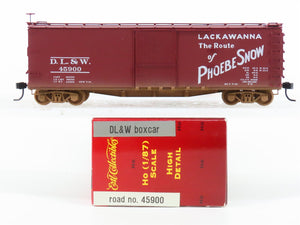 LACKAWANNA
The Route
of
PHOEBE SNOW
D. L. & W.
45900
DL&W boxcar
Ho (1/87)
SCALE
HIGH
DETAIL
road no. 45900